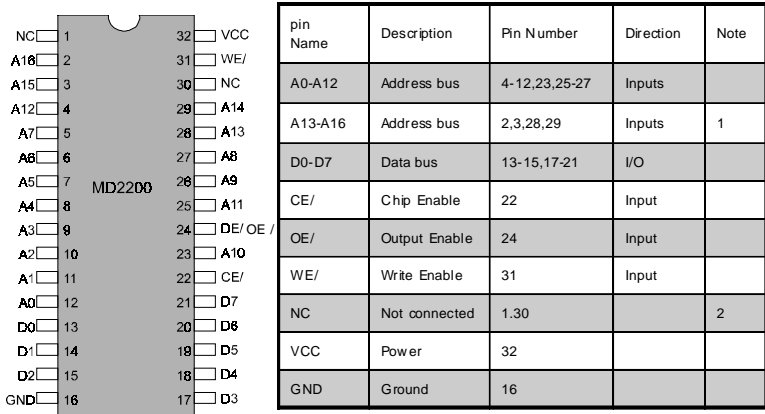 NC 1 32 VCC
A16 2 31 WE/
A15 3 30 NC
A12 4 29 A14
A7 5 28 A13
A6 6 27 A8
A5 7 26 A9
MD2200
A4 8 25 A11
A3 9 24 OE/ OE /
A2 10 23 A10
A1 11 22 CE/
A0 12 21 D7
D0 13 20 D6
D1 14 19 D5
D2 15 18 D4
GND 16 17 D3
pin Name Description Pin Number Direction Note
A0-A12 Address bus 4-12,23,25-27 Inputs
A13-A16 Address bus 2,3,28,29 Inputs 1
D0-D7 Data bus 13-15,17-21 I/O
CE/ Chip Enable 22 Input
OE/ Output Enable 24 Input
WE/ Write Enable 31 Input
NC Not connected 1.30 2
VCC Power 32
GND Ground 16